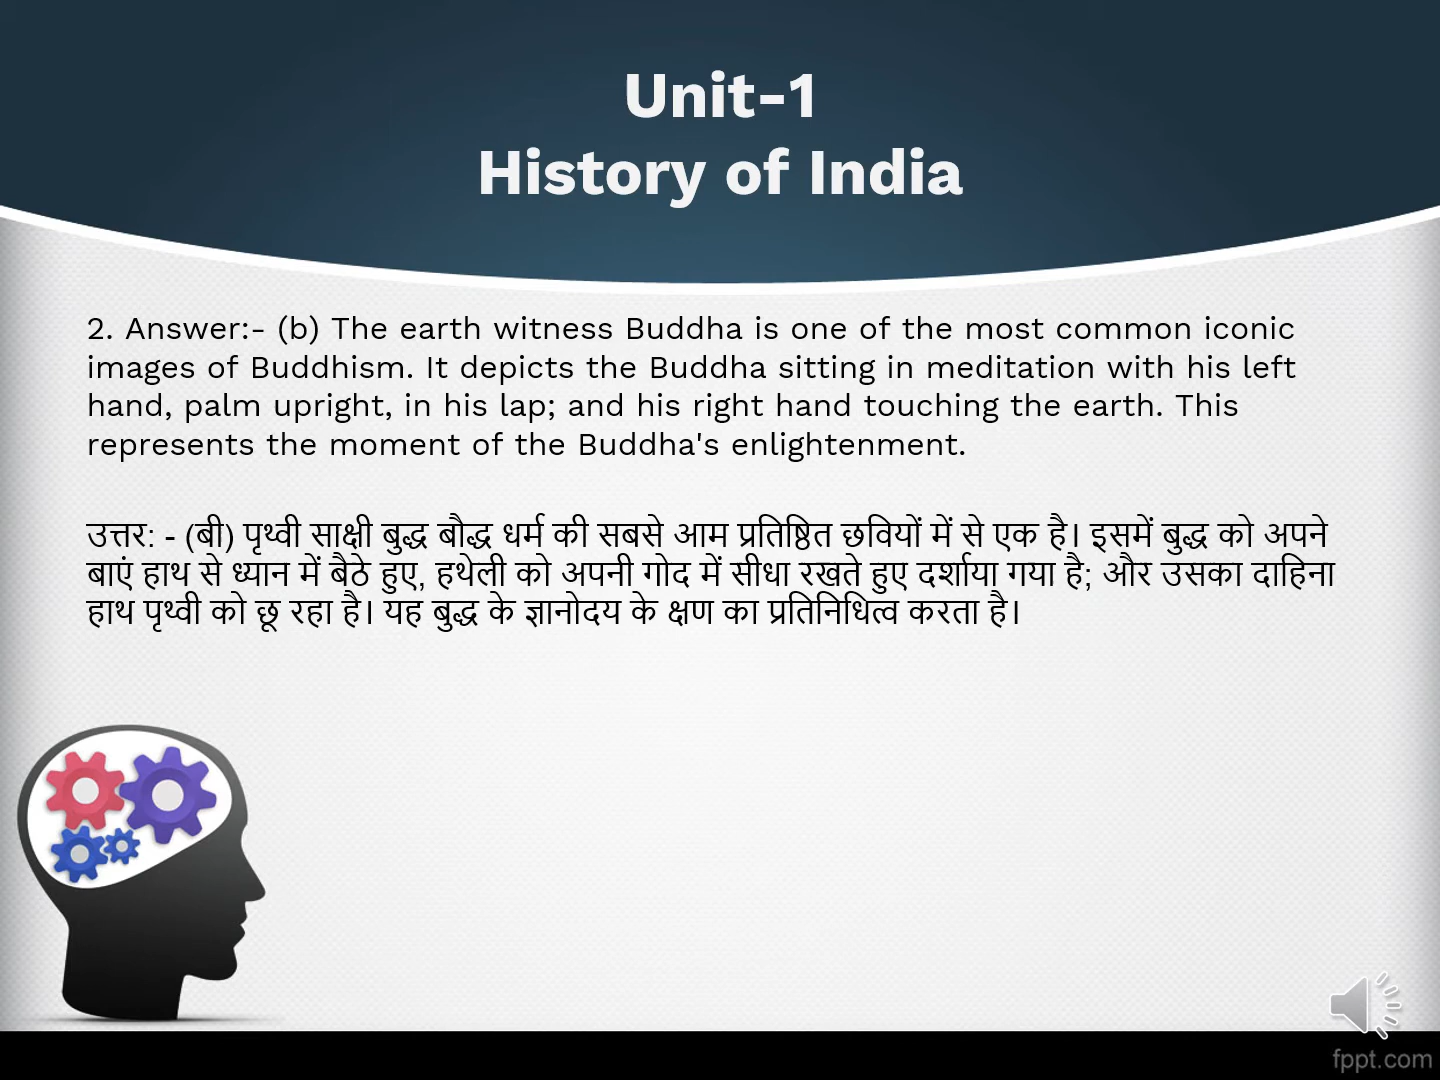 Unit-1
History of India
2. Answer:- (b) The earth witness Buddha is one of the most common iconic
images of Buddhism. It depicts the Buddha sitting in meditation with his left
hand, palm upright, in his lap; and his right hand touching the earth. This
represents the moment of the Buddha's enlightenment.
उत्तर: - (बी) पृथ्वी साक्षी बुद्ध बौद्ध धर्म की सबसे आम प्रतिष्ठित छवियों में से एक है। इसमें बुद्ध को अपने
बाएं हाथ से ध्यान में बैठे हुए, हथेली को अपनी गोद में सीधा रखते हुए दर्शाया गया है; और उसका दाहिना
हाथ पृथ्वी को छू रहा है। यह बुद्ध के ज्ञानोदय के क्षण का प्रतिनिधित्व करता है।
fppt.com